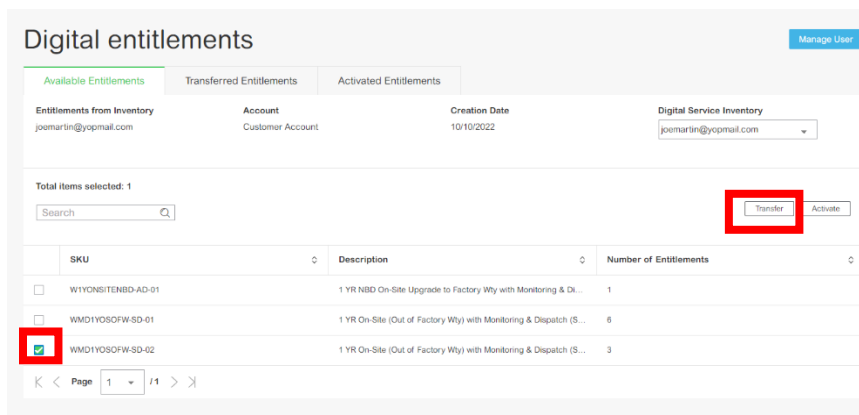 Digital entitlements
Manage User
Available Entitlements Transferred Entitlements Activated Entitlements
Entitlements from Inventory Account Creation Date Digital Service Inventory
joemartin@yopmail.com Customer Account 10/10/2022 joemartin@yopmail.com
Total items selected: 1
Search Transfer Activate
SKU Description Number of Entitlements
W1YONSITENBD-AD-01 1 YR NBD On-Site Upgrade to Factory Wty with Monitoring & Di... 1
WMD1YOSOFW-SD-01 1 YR On-Site (Out of Factory Wty) with Monitoring & Dispatch (S... 6
WMD1YOSOFW-SD-02 1 YR On-Site (Out of Factory Wty) with Monitoring & Dispatch (S... 3
Page 1 / 1